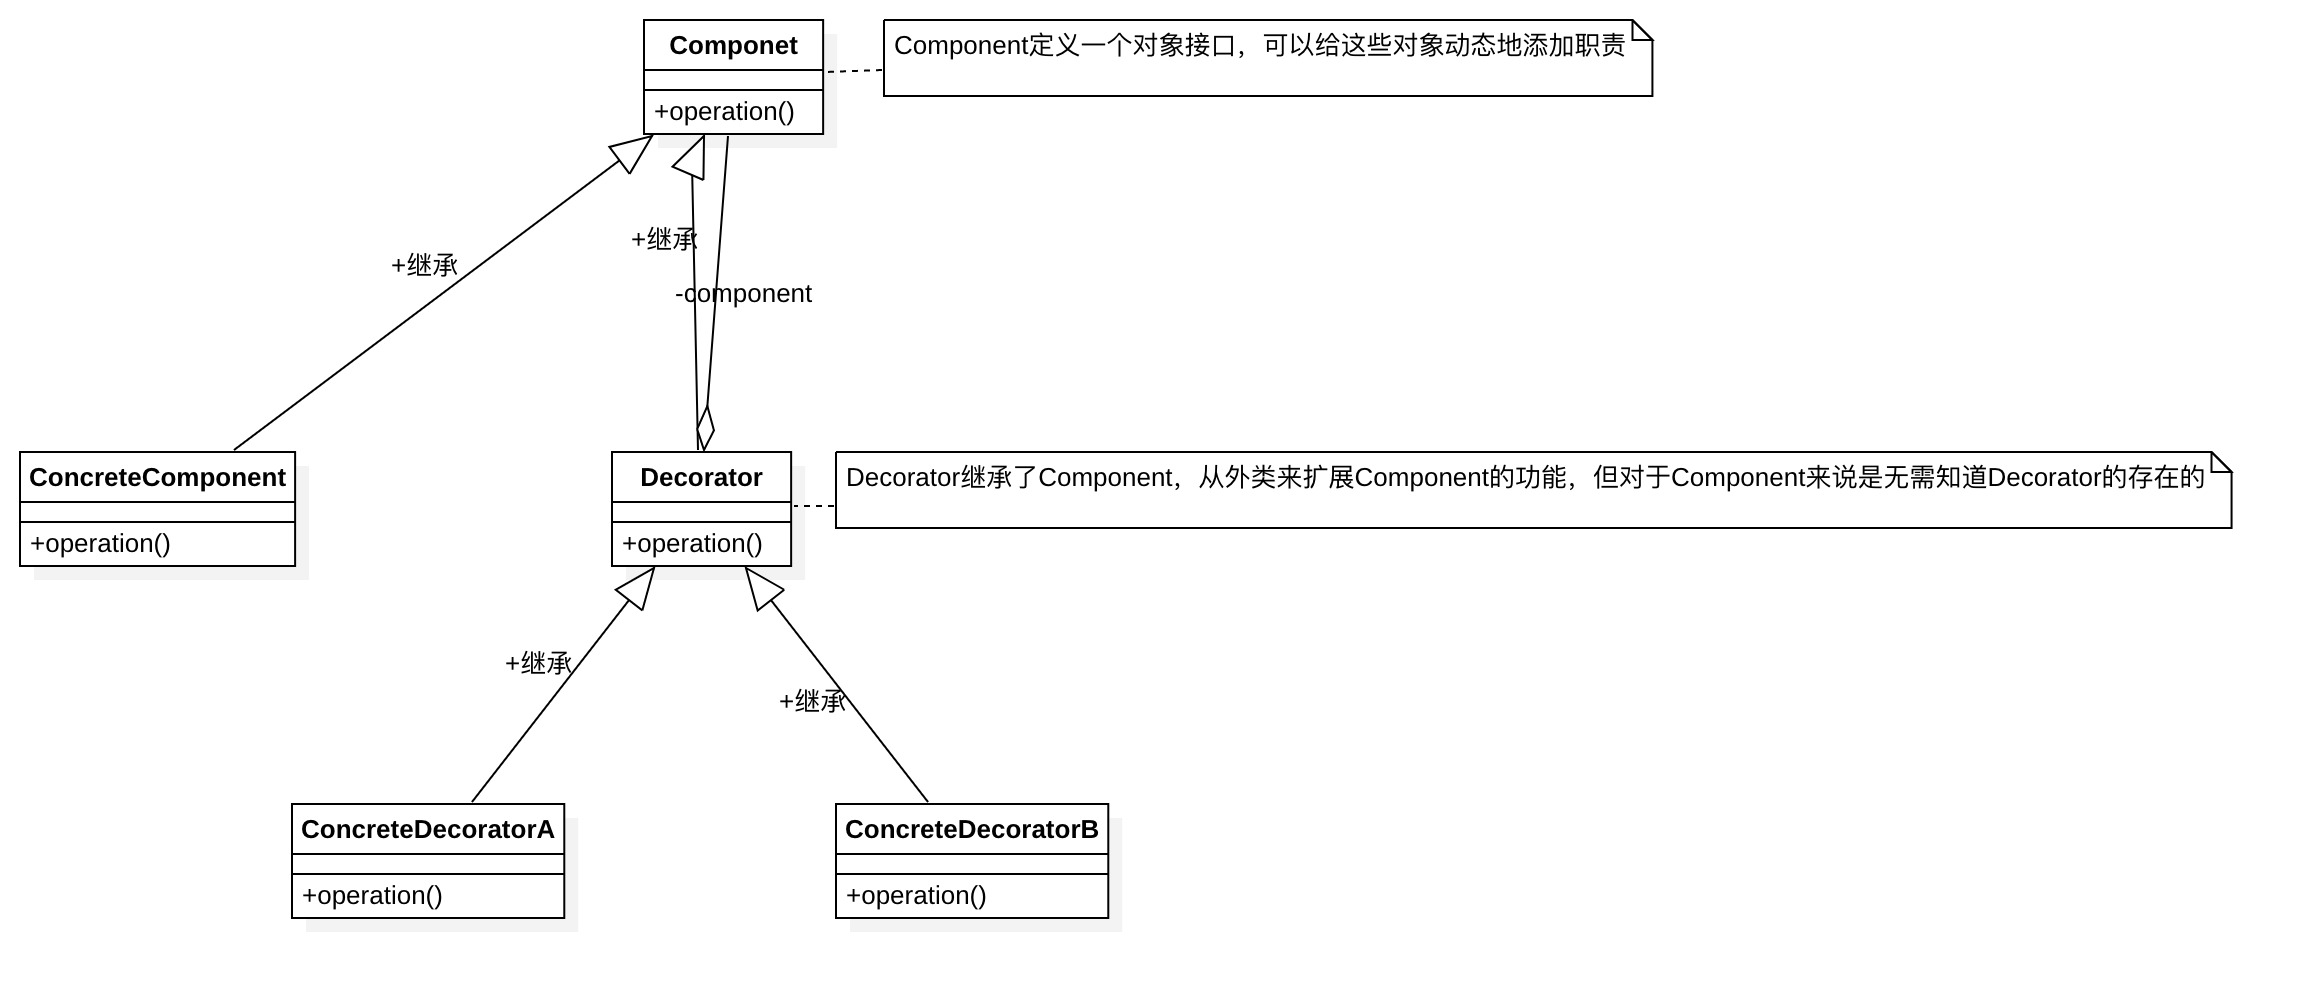 Componet
+operation()
Component定义一个对象接口，可以给这些对象动态地添加职责
+继承
+继承
-component
ConcreteComponent
+operation()
Decorator
+operation()
Decorator继承了Component，从外类来扩展Component的功能，但对于Component来说是无需知道Decorator的存在的
+继承
+继承
ConcreteDecoratorA
+operation()
ConcreteDecoratorB
+operation()